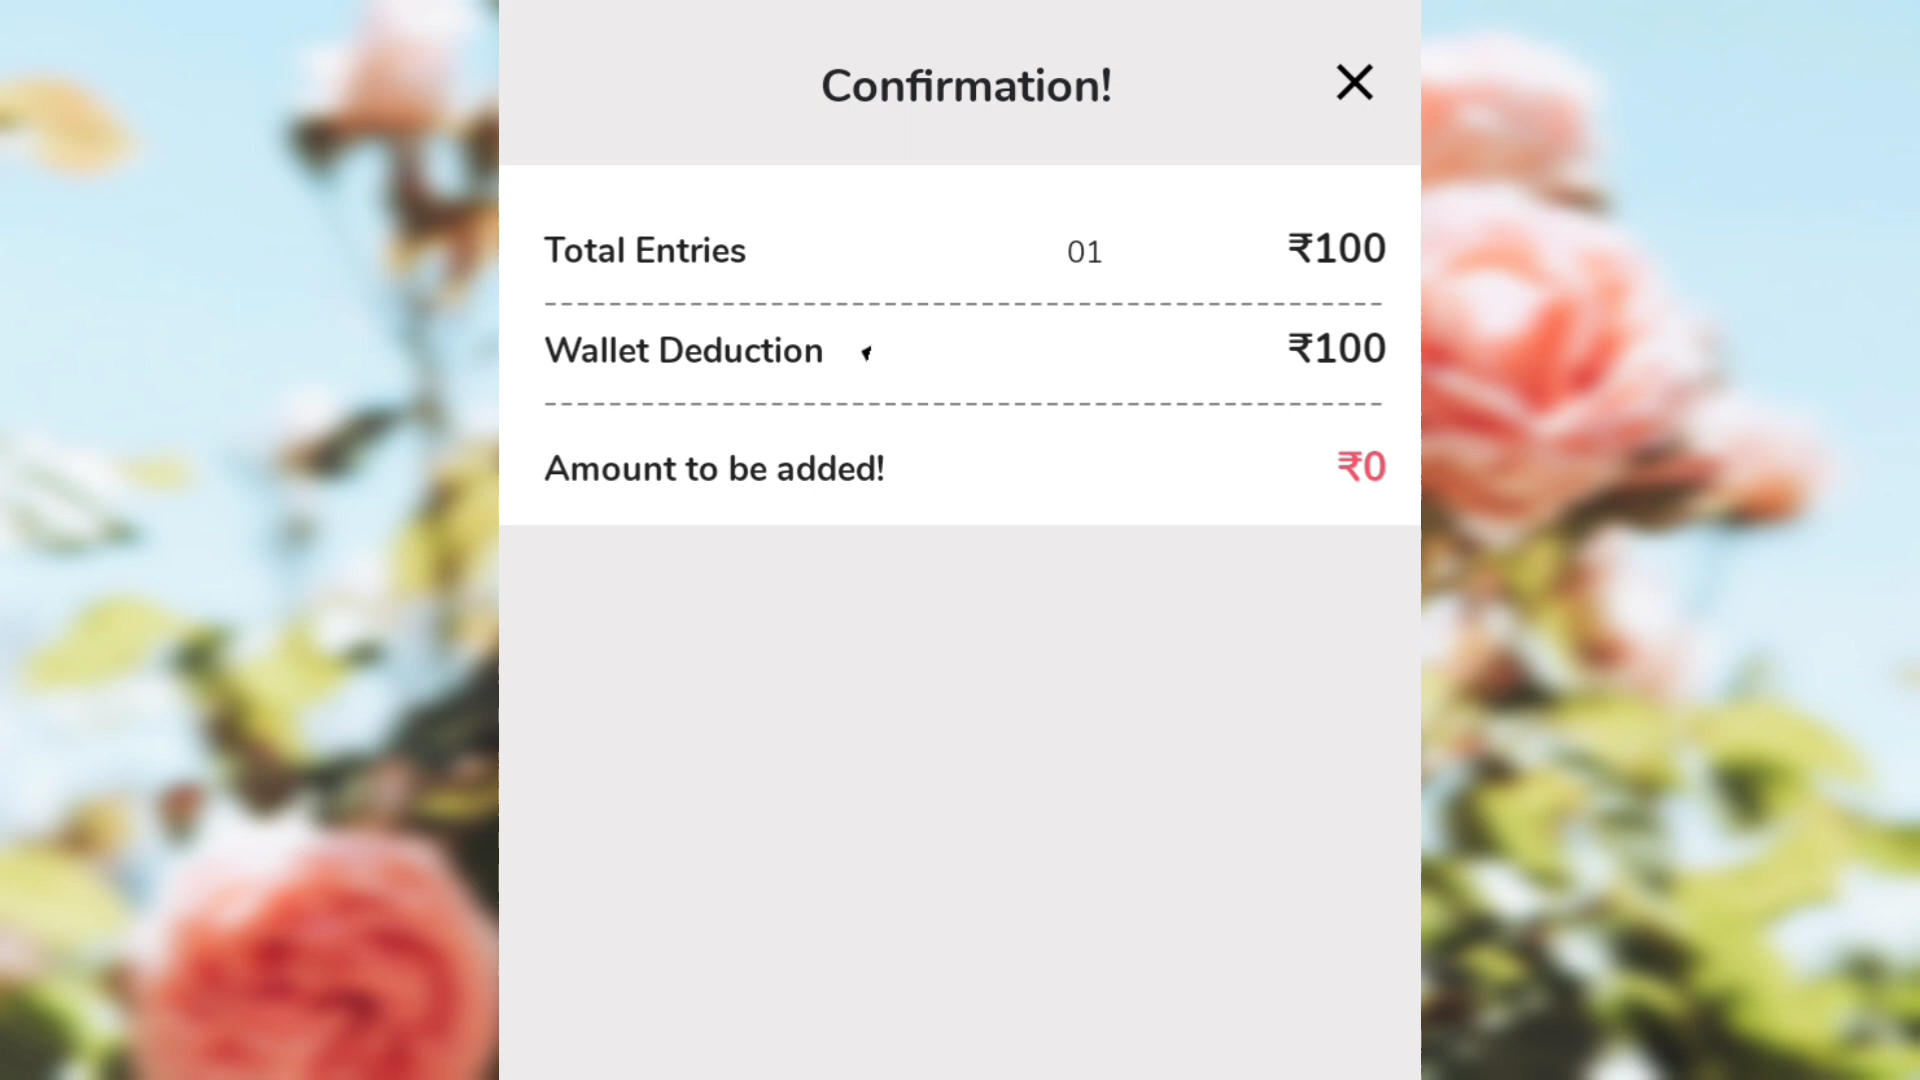 Confirmation!
Total Entries 01 ₹100
Wallet Deduction ₹100
Amount to be added! ₹0